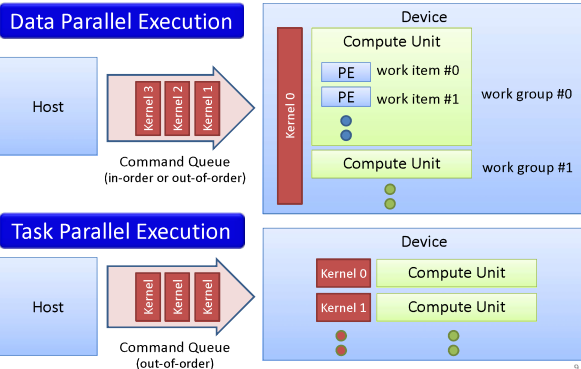 Data Parallel Execution
Host
Kernel 3
Kernel 2
Kernel 1
Command Queue
(in-order or out-of-order)
Device
Kernel 0
Compute Unit
PE
work item #0
PE
work item #1
work group #0
Compute Unit
work group #1
Task Parallel Execution
Host
Kernel
Kernel
Kernel
Command Queue
(out-of-order)
Device
Kernel 0
Compute Unit
Kernel 1
Compute Unit